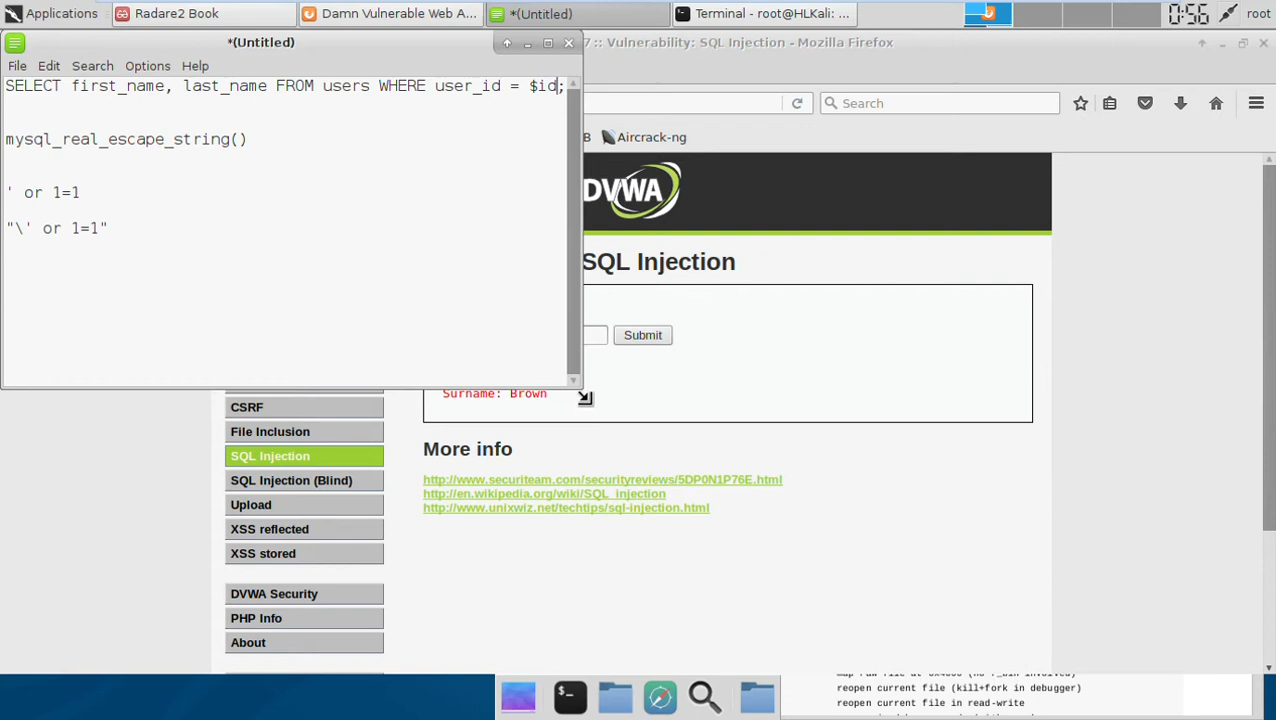 Applications
Radare2 Book
Damn Vulnerable Web A...
*(Untitled)
Terminal - root@HLKali: ...
0:56
root
*(Untitled)
7 :: Vulnerability: SQL Injection - Mozilla Firefox
File Edit Search Options Help
SELECT first_name, last_name FROM users WHERE user_id = $id;
mysql_real_escape_string()
' or 1=1
"\' or 1=1"
Search
B
Aircrack-ng
DVWA
SQL Injection
Submit
Surname: Brown
CSRF
File Inclusion
SQL Injection
SQL Injection (Blind)
Upload
XSS reflected
XSS stored
DVWA Security
PHP Info
About
More info
http://www.securiteam.com/securityreviews/5DP0N1P76E.html
http://en.wikipedia.org/wiki/SQL_injection
http://www.unixwiz.net/techtips/sql-injection.html
reopen current file (kill+fork in debugger)
reopen current file in read-write